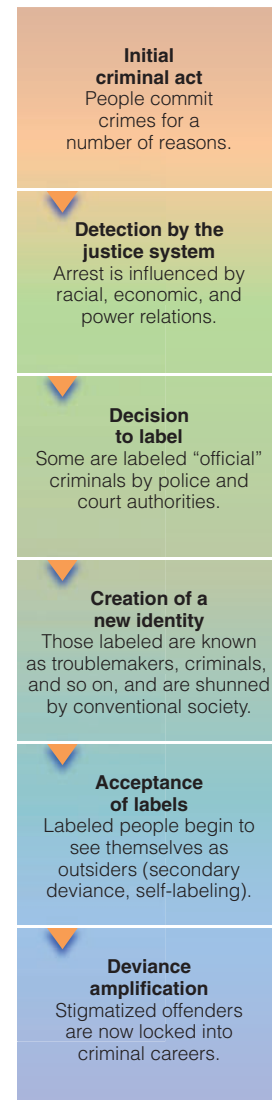 Initial
criminal act
People commit
crimes for a
number of reasons.
Detection by the
justice system
Arrest is influenced by
racial, economic, and
power relations.
Decision
to label
Some are labeled “official”
criminals by police and
court authorities.
Creation of a
new identity
Those labeled are known
as troublemakers, criminals,
and so on, and are shunned
by conventional society.
Acceptance
of labels
Labeled people begin to
see themselves as
outsiders (secondary
deviance, self-labeling).
Deviance
amplification
Stigmatized offenders
are now locked into
criminal careers.